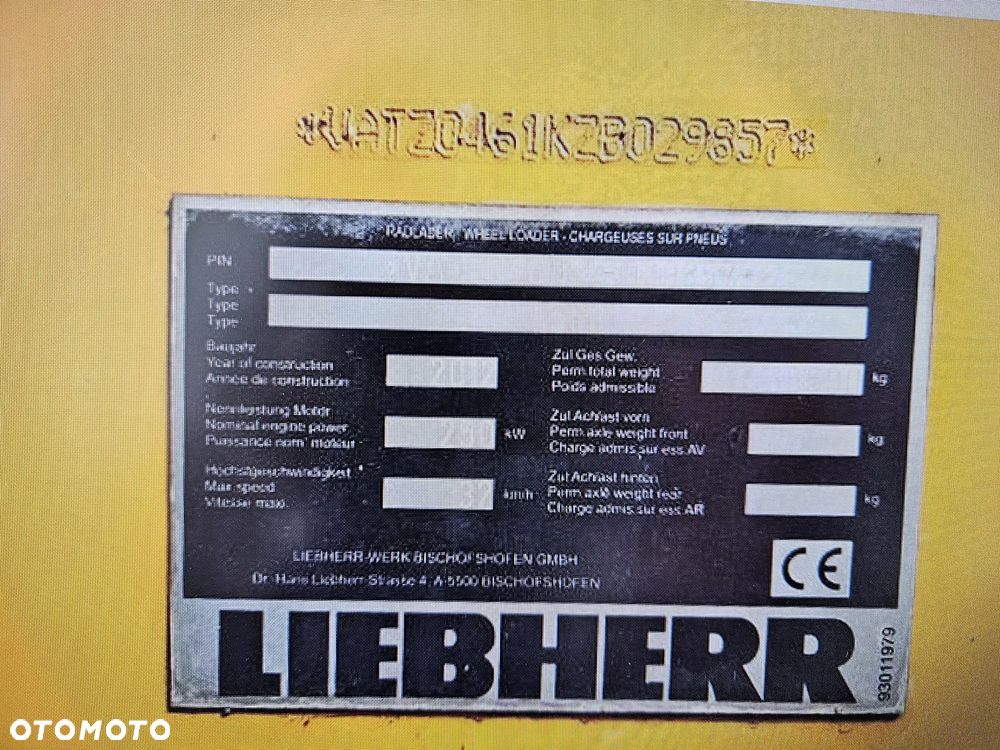 *VATZ0461KZB029857*
RADLADER WHEEL LOADER - CHARGEUSES SUR PNEUS
PIN
Type
Type
Type
Baujahr
Year of construction
Année de construction
Zul Ges Gew.
Perm total weight
Poids admissible
kg
Nennleistung Motor
Nominal engine power
Puissance nom' moteur
kW
Zul Achlast vorn
Perm axle weight front
Charge admis sur ess AV
kg
Höchstgeschwindigkeit
Max speed
Vitesse maxi.
32 km/h
Zul Achlast hinten
Perm axle weight rear
Charge admis sur ess AR
kg
LIEBHERR-WERK BISCHOFSHOFEN GMBH
Dr. Hans Liebherr Strasse 4, A-5500 BISCHOFSHOFEN
CE
LIEBHERR
93011979
OTOMOTO